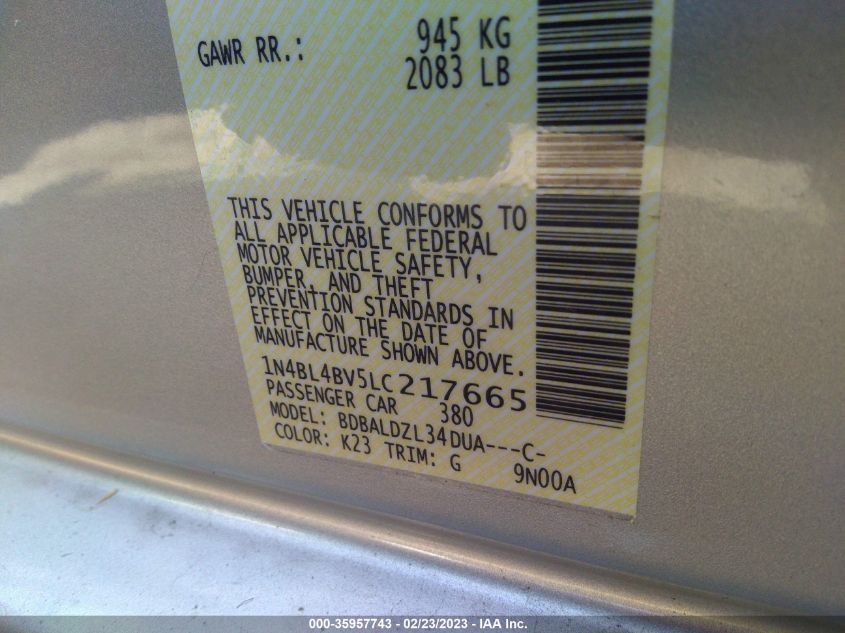 GAWR RR.: 945 KG
2083 LB
THIS VEHICLE CONFORMS TO
ALL APPLICABLE FEDERAL
MOTOR VEHICLE SAFETY,
BUMPER, AND THEFT
PREVENTION STANDARDS IN
EFFECT ON THE DATE OF
MANUFACTURE SHOWN ABOVE.
1N4BL4BV5LC217665
PASSENGER CAR 380
MODEL: BDBALDZL34DUA---C-
COLOR: K23 TRIM: G 9N00A
000-35957743 - 02/23/2023 - IAA Inc.